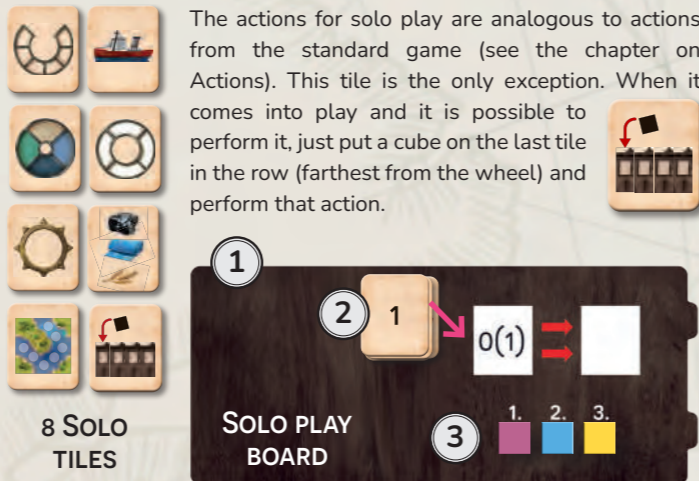 The actions for solo play are analogous to actions
from the standard game (see the chapter on
Actions). This tile is the only exception. When it
comes into play and it is possible to
perform it, just put a cube on the last tile
in the row (farthest from the wheel) and
perform that action.
8 SOLO
TILES
1
2
1
0(1)
SOLO PLAY
BOARD
3
1. 2. 3.